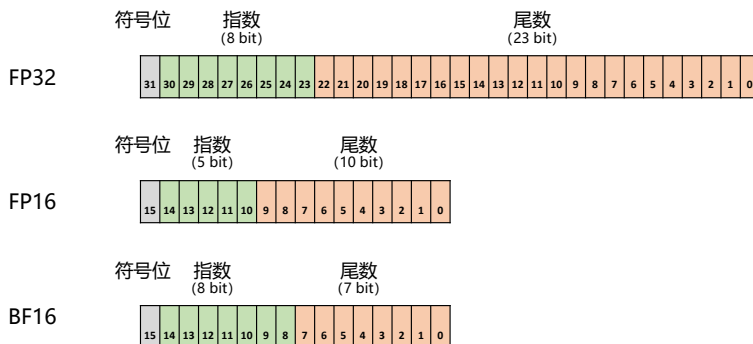 符号位 指数 尾数
(8 bit) (23 bit)
FP32
31 30 29 28 27 26 25 24 23 22 21 20 19 18 17 16 15 14 13 12 11 10 9 8 7 6 5 4 3 2 1 0
符号位 指数 尾数
(5 bit) (10 bit)
FP16
15 14 13 12 11 10 9 8 7 6 5 4 3 2 1 0
符号位 指数 尾数
(8 bit) (7 bit)
BF16
15 14 13 12 11 10 9 8 7 6 5 4 3 2 1 0